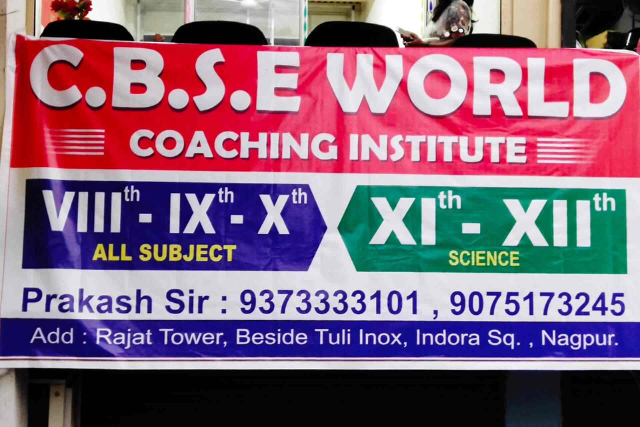 C.B.S.E WORLD
COACHING INSTITUTE
VIIIth - IXth - Xth
ALL SUBJECT
XIth - XIIth
SCIENCE
Prakash Sir : 9373333101 , 9075173245
Add : Rajat Tower, Beside Tuli Inox, Indora Sq. , Nagpur.